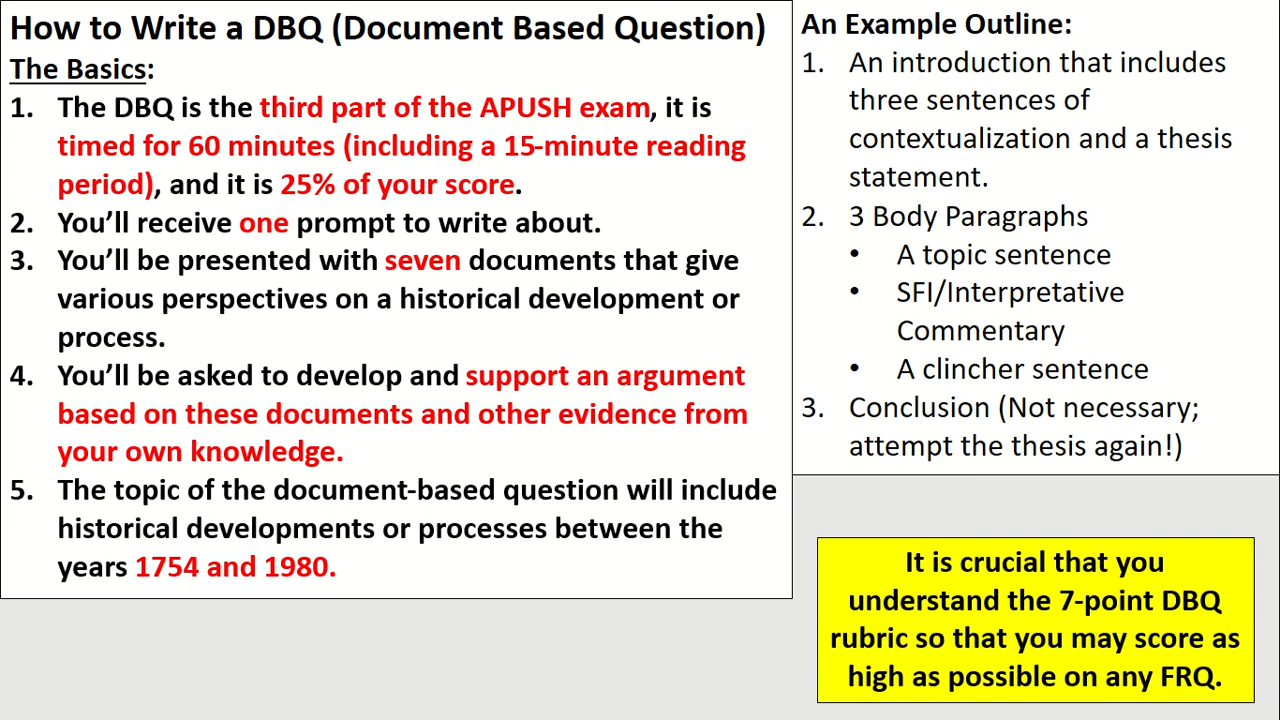 How to Write a DBQ (Document Based Question)
The Basics:
1. The DBQ is the third part of the APUSH exam, it is
timed for 60 minutes (including a 15-minute reading
period), and it is 25% of your score.
2. You’ll receive one prompt to write about.
3. You’ll be presented with seven documents that give
various perspectives on a historical development or
process.
4. You’ll be asked to develop and support an argument
based on these documents and other evidence from
your own knowledge.
5. The topic of the document-based question will include
historical developments or processes between the
years 1754 and 1980.
An Example Outline:
1. An introduction that includes
three sentences of
contextualization and a thesis
statement.
2. 3 Body Paragraphs
• A topic sentence
• SFI/Interpretative
Commentary
• A clincher sentence
3. Conclusion (Not necessary;
attempt the thesis again!)
It is crucial that you
understand the 7-point DBQ
rubric so that you may score as
high as possible on any FRQ.